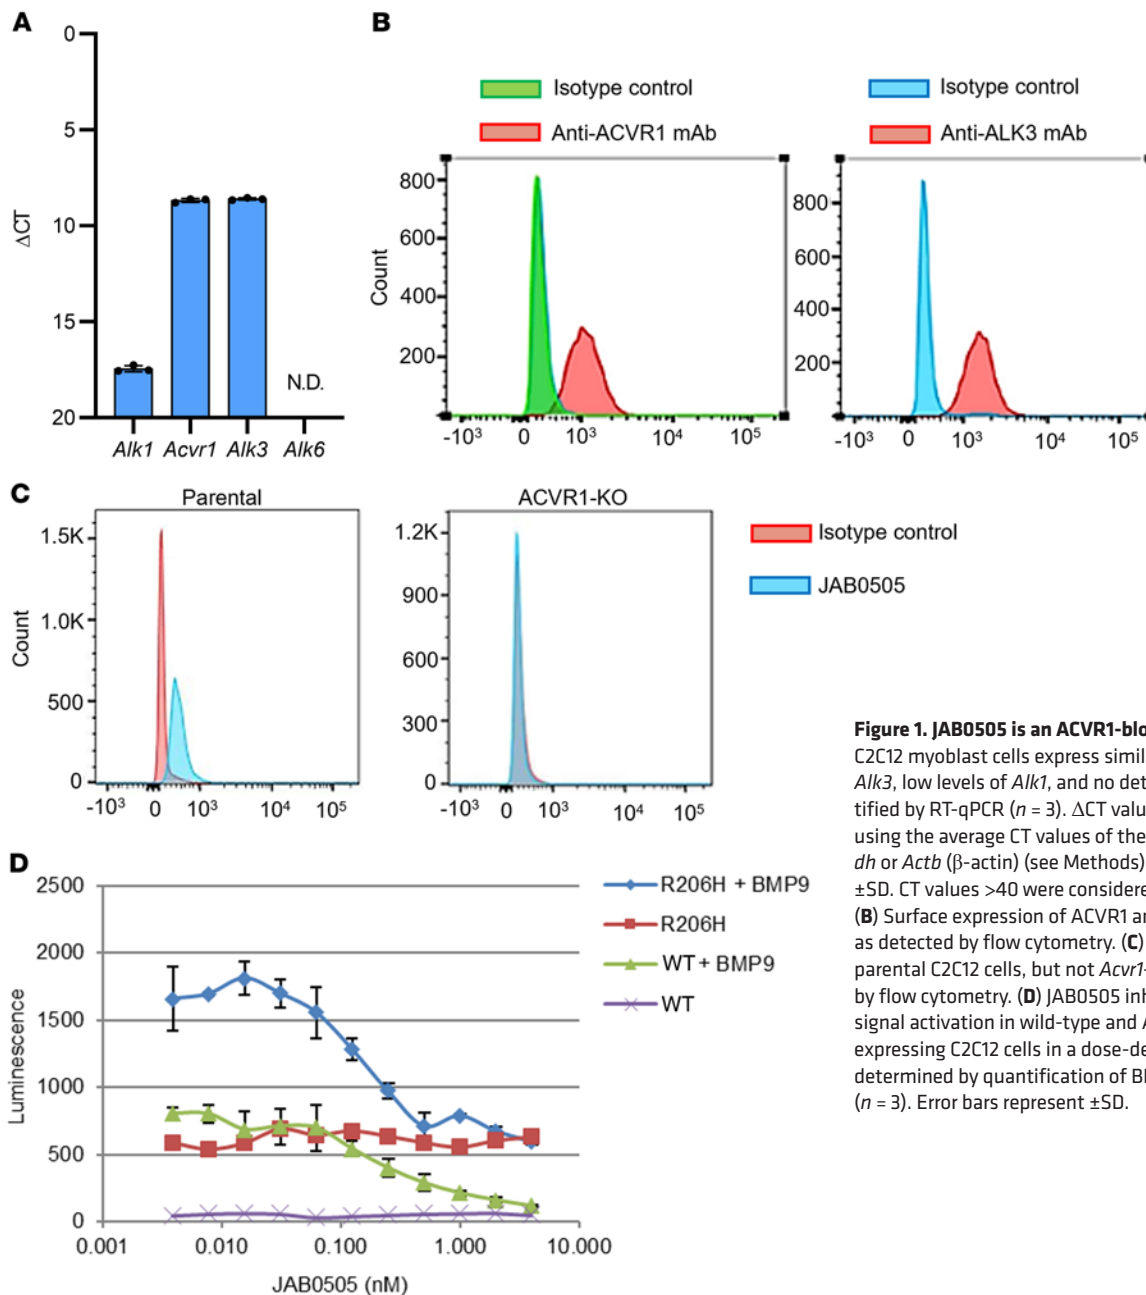 A
0
5
10
15
20
ΔCT
N.D.
Alk1 Acvr1 Alk3 Alk6
B
Isotype control
Anti-ACVR1 mAb
800
600
400
200
Count
-10³ 0 10³ 10⁴ 10⁵
Isotype control
Anti-ALK3 mAb
800
600
400
200
-10³ 0 10³ 10⁴ 10⁵
C
Parental
1.5K
1.0K
500
0
Count
-10³ 0 10³ 10⁴ 10⁵
ACVR1-KO
1.2K
900
600
300
0
-10³ 0 10³ 10⁴ 10⁵
Isotype control
JAB0505
D
2500
2000
1500
1000
500
0
Luminescence
0.001 0.010 0.100 1.000 10.000
JAB0505 (nM)
R206H + BMP9
R206H
WT + BMP9
WT
Figure 1. JAB0505 is an ACVR1-blo
C2C12 myoblast cells express simil
Alk3, low levels of Alk1, and no det
tified by RT-qPCR (n = 3). ΔCT valu
using the average CT values of the
dh or Actb (β-actin) (see Methods)
±SD. CT values >40 were considere
(B) Surface expression of ACVR1 ar
as detected by flow cytometry. (C)
parental C2C12 cells, but not Acvr1-
by flow cytometry. (D) JAB0505 inh
signal activation in wild-type and A
expressing C2C12 cells in a dose-de
determined by quantification of BI
(n = 3). Error bars represent ±SD.